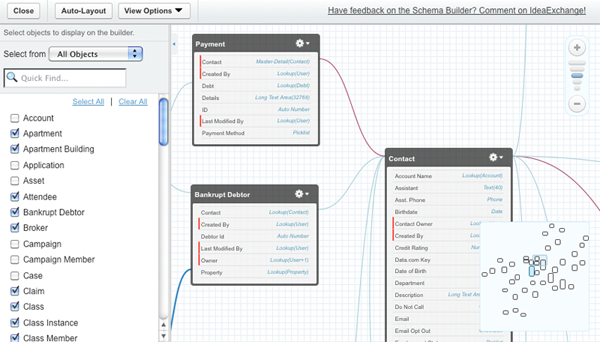 Close Auto-Layout View Options Have feedback on the Schema Builder? Comment on IdeaExchange!
Select objects to display on the builder.
Select from All Objects
Quick Find...
Select All | Clear All
Account
Apartment
Apartment Building
Application
Asset
Attendee
Bankrupt Debtor
Broker
Campaign
Campaign Member
Case
Claim
Class
Class Instance
Class Member
Payment
Contact Master-Detail(Contact)
Created By Lookup(User)
Debt Lookup(Debt)
Details Long Text Area(32768)
ID Auto Number
Last Modified By Lookup(User)
Payment Method Picklist
Bankrupt Debtor
Contact Lookup(Contact)
Created By Lookup(User)
Debtor Id Auto Number
Last Modified By Lookup(User)
Owner Lookup(User+1)
Property Lookup(Property)
Contact
Account Name Lookup(Account)
Assistant Text(40)
Asst. Phone Phone
Birthdate Date
Contact Owner Lookup(User)
Created By
Credit Rating
Data.com Key
Date of Birth
Department
Description Long Text Area
Do Not Call
Email
Email Opt Out